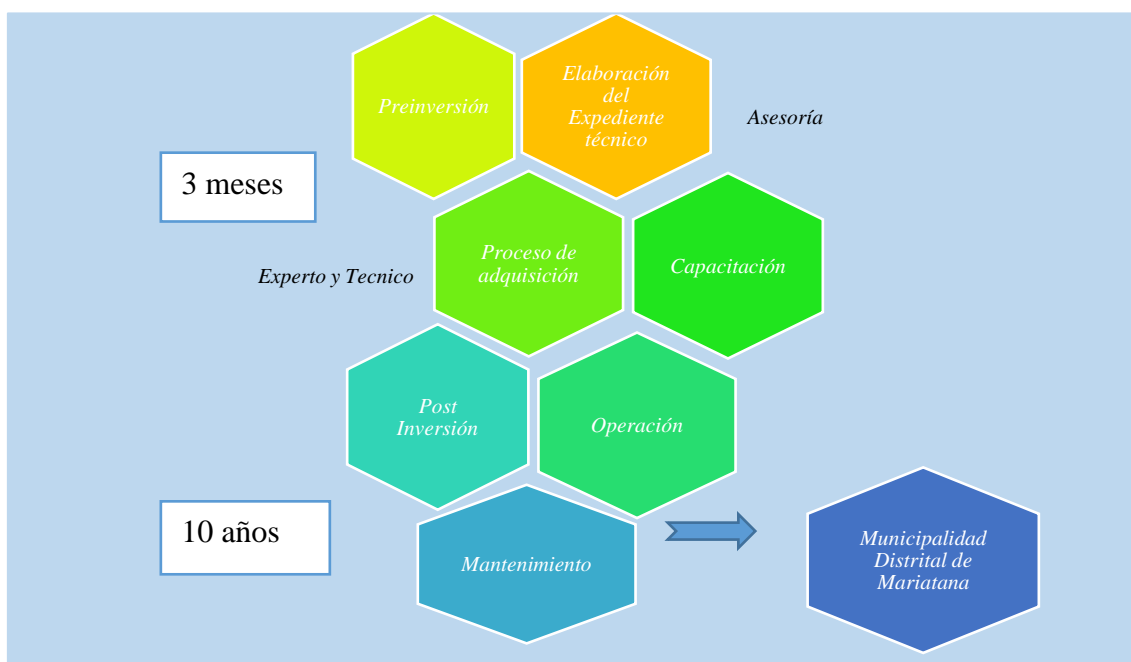 Preinversión
Elaboración
del
Expediente
técnico
Asesoría
3 meses
Proceso de
adquisición
Capacitación
Experto y Tecnico
Post
Inversión
Operación
10 años
Mantenimiento
Municipalidad
Distrital de
Mariatana